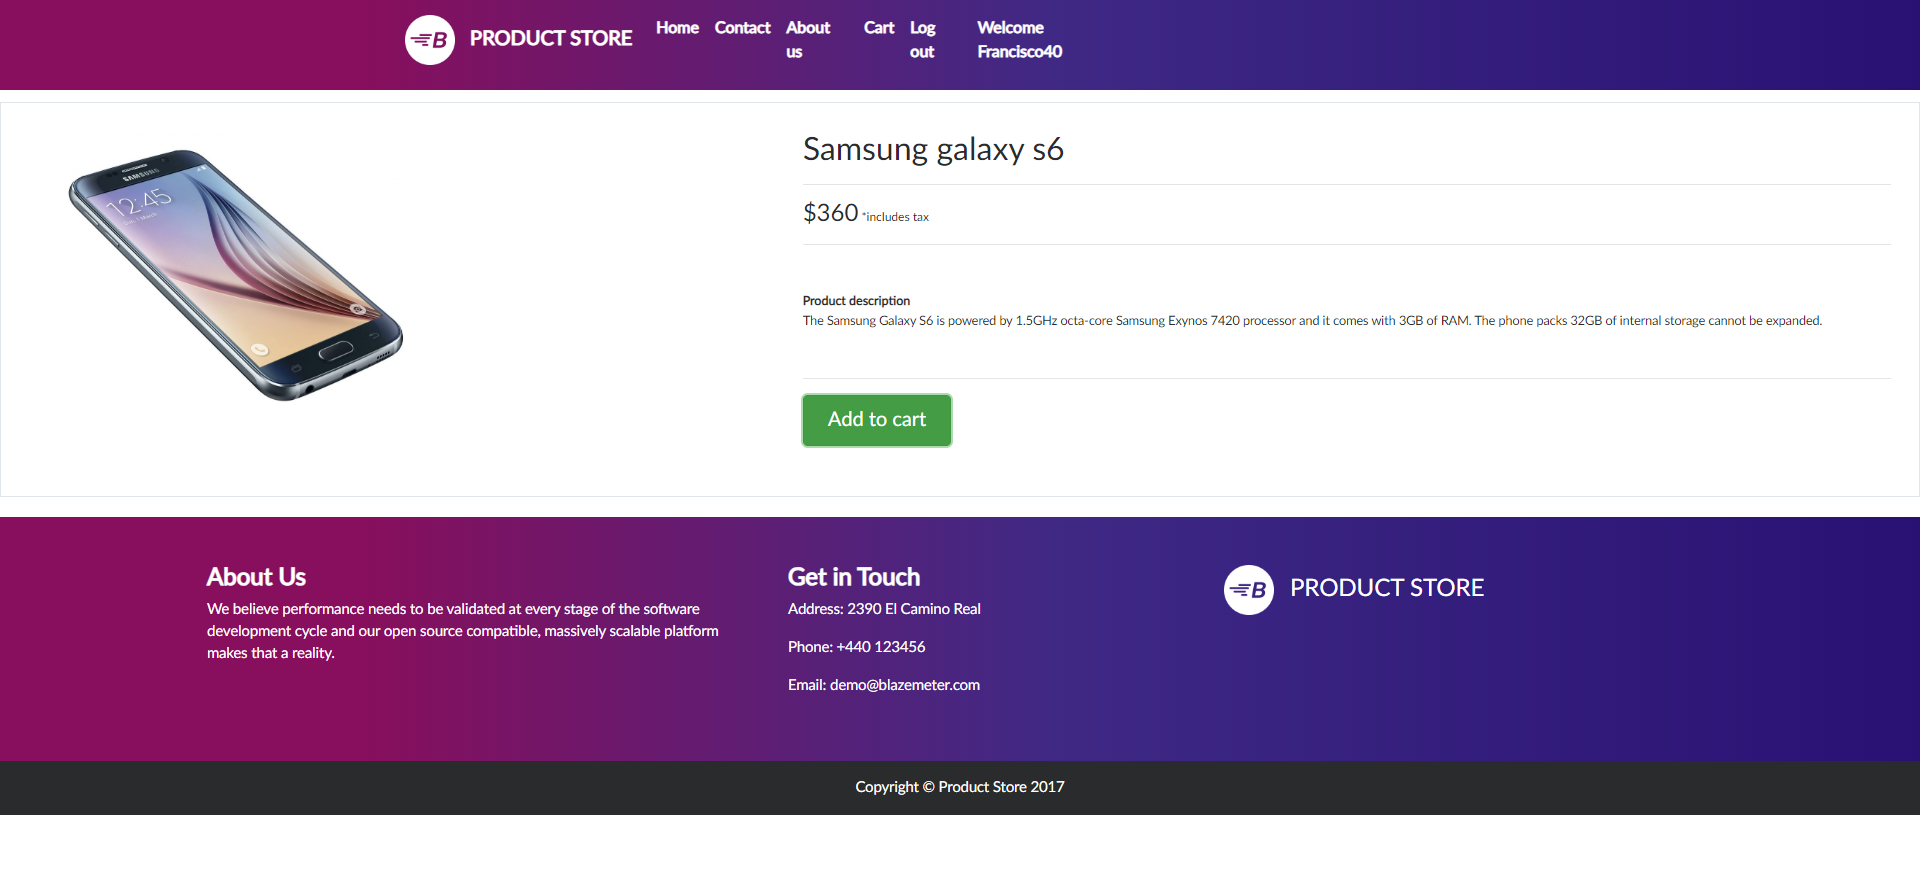 B PRODUCT STORE
Home
Contact
About
us
Cart
Log
out
Welcome
Francisco40
SAMSUNG
12:45
Samsung galaxy s6
$360 *includes tax
Product description
The Samsung Galaxy S6 is powered by 1.5GHz octa-core Samsung Exynos 7420 processor and it comes with 3GB of RAM. The phone packs 32GB of internal storage cannot be expanded.
Add to cart
About Us
We believe performance needs to be validated at every stage of the software
development cycle and our open source compatible, massively scalable platform
makes that a reality.
Get in Touch
Address: 2390 El Camino Real
Phone: +440 123456
Email: demo@blazemeter.com
B PRODUCT STORE
Copyright © Product Store 2017